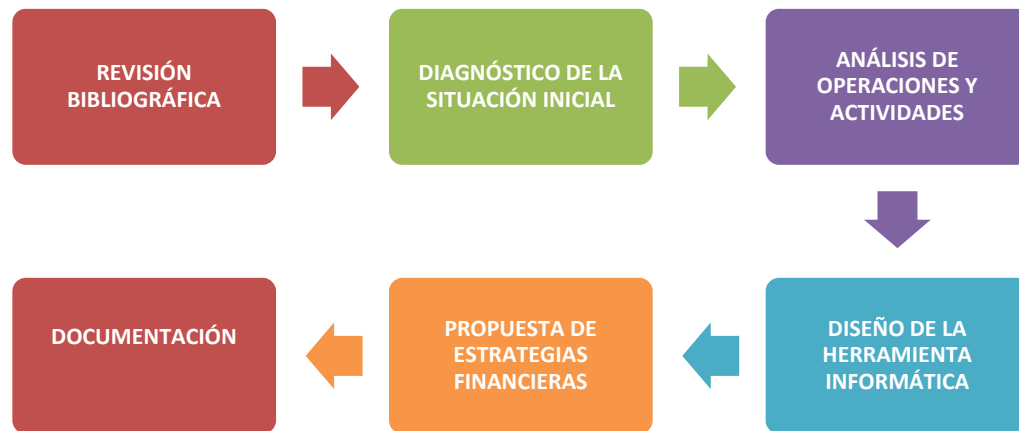 REVISIÓN
BIBLIOGRÁFICA
DIAGNÓSTICO DE LA
SITUACIÓN INICIAL
ANÁLISIS DE
OPERACIONES Y
ACTIVIDADES
DISEÑO DE LA
HERRAMIENTA
INFORMÁTICA
PROPUESTA DE
ESTRATEGIAS
FINANCIERAS
DOCUMENTACIÓN